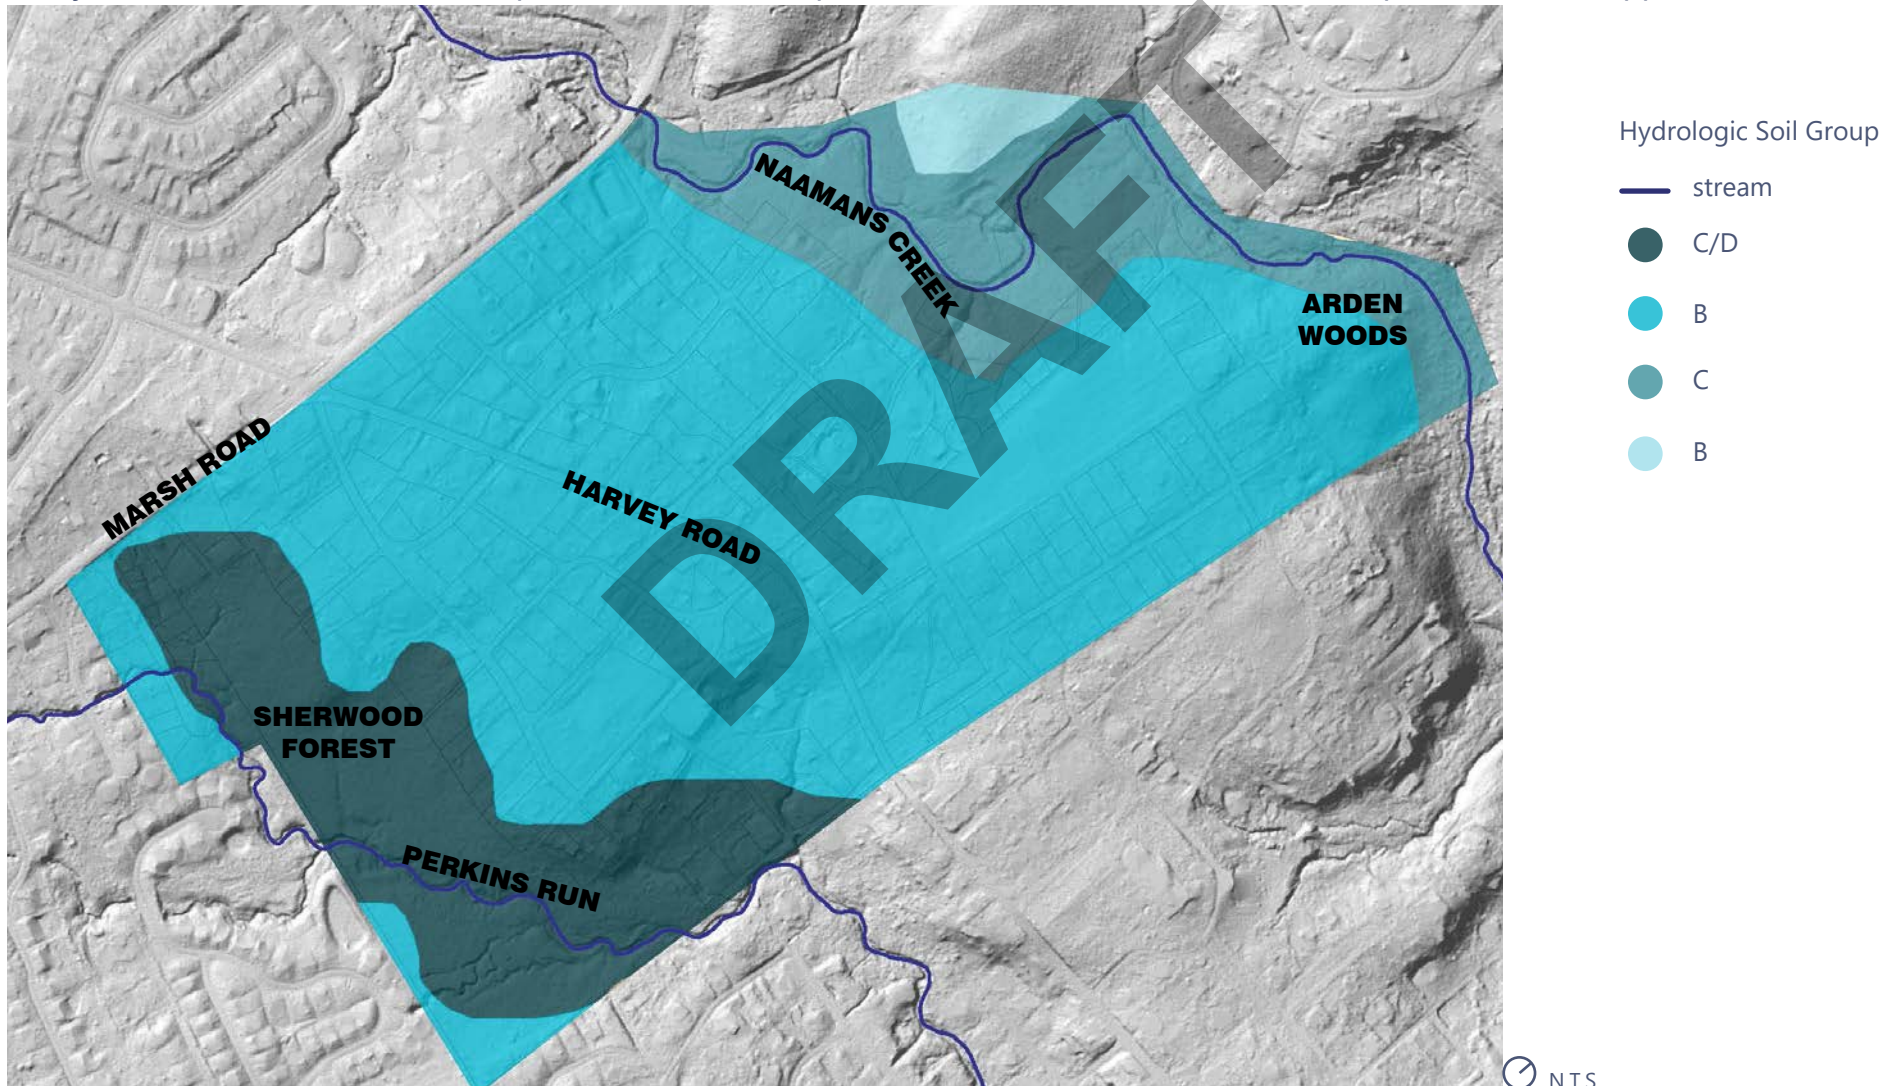 Hydrologic Soil Group
stream
C/D
B
C
B
NAAMANS CREEK
ARDEN
WOODS
MARSH ROAD
HARVEY ROAD
DRAFT
SHERWOOD
FOREST
PERKINS RUN
NTS